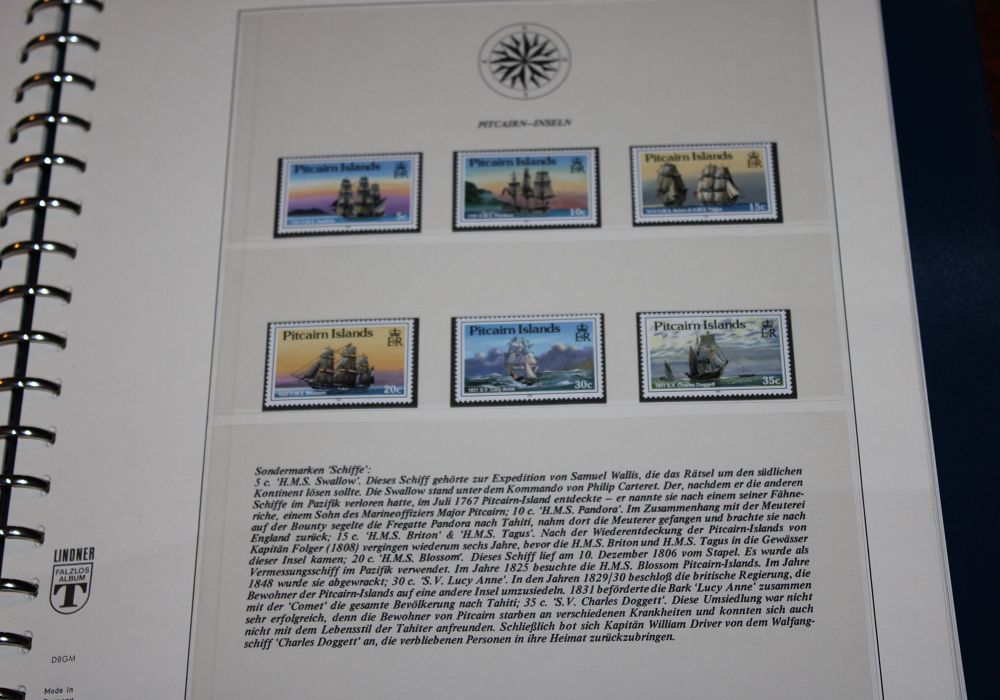 PITCAIRN-INSELN
Pitcairn Islands
5c
Pitcairn Islands
10c
Pitcairn Islands
15c
Pitcairn Islands
20c
Pitcairn Islands
1831 S.V. Lucy Anne
30c
Pitcairn Islands
1831 S.V. Charles Doggett
35c
Sondermarken 'Schiffe':
5 c. 'H.M.S. Swallow'. Dieses Schiff gehörte zur Expedition von Samuel Wallis, die das Rätsel um den südlichen
Kontinent lösen sollte. Die Swallow stand unter dem Kommando von Philip Carteret. Der, nachdem er die anderen
Schiffe im Pazifik verloren hatte, im Juli 1767 Pitcairn-Island entdeckte – er nannte sie nach einem seiner Fähne-
riche, einem Sohn des Marineoffiziers Major Pitcairn; 10 c. 'H.M.S. Pandora'. Im Zusammenhang mit der Meuterei
auf der Bounty segelte die Fregatte Pandora nach Tahiti, nahm dort die Meuterer gefangen und brachte sie nach
England zurück; 15 c. 'H.M.S. Briton' & 'H.M.S. Tagus'. Nach der Wiederentdeckung der Pitcairn-Islands von
Kapitän Folger (1808) vergingen wiederum sechs Jahre, bevor die H.M.S. Briton und H.M.S. Tagus in die Gewässer
dieser Insel kamen; 20 c. 'H.M.S. Blossom'. Dieses Schiff lief am 10. Dezember 1806 vom Stapel. Es wurde als
Vermessungsschiff im Pazifik verwendet. Im Jahre 1825 besuchte die H.M.S. Blossom Pitcairn-Islands. Im Jahre
1848 wurde sie abgewrackt; 30 c. 'S.V. Lucy Anne'. In den Jahren 1829/30 beschloß die britische Regierung, die
Bewohner der Pitcairn-Islands auf eine andere Insel umzusiedeln. 1831 beförderte die Bark 'Lucy Anne' zusammen
mit der 'Comet' die gesamte Bevölkerung nach Tahiti; 35 c. 'S.V. Charles Doggett'. Diese Umsiedlung war nicht
sehr erfolgreich, denn die Bewohner von Pitcairn starben an verschiedenen Krankheiten und konnten sich auch
nicht mit dem Lebensstil der Tahiter anfreunden. Schließlich bot sich Kapitän William Driver von dem Walfang-
schiff 'Charles Doggett' an, die verbliebenen Personen in ihre Heimat zurückzubringen.
LINDNER
FALZLOS
ALBUM
T
DBGM
Made in